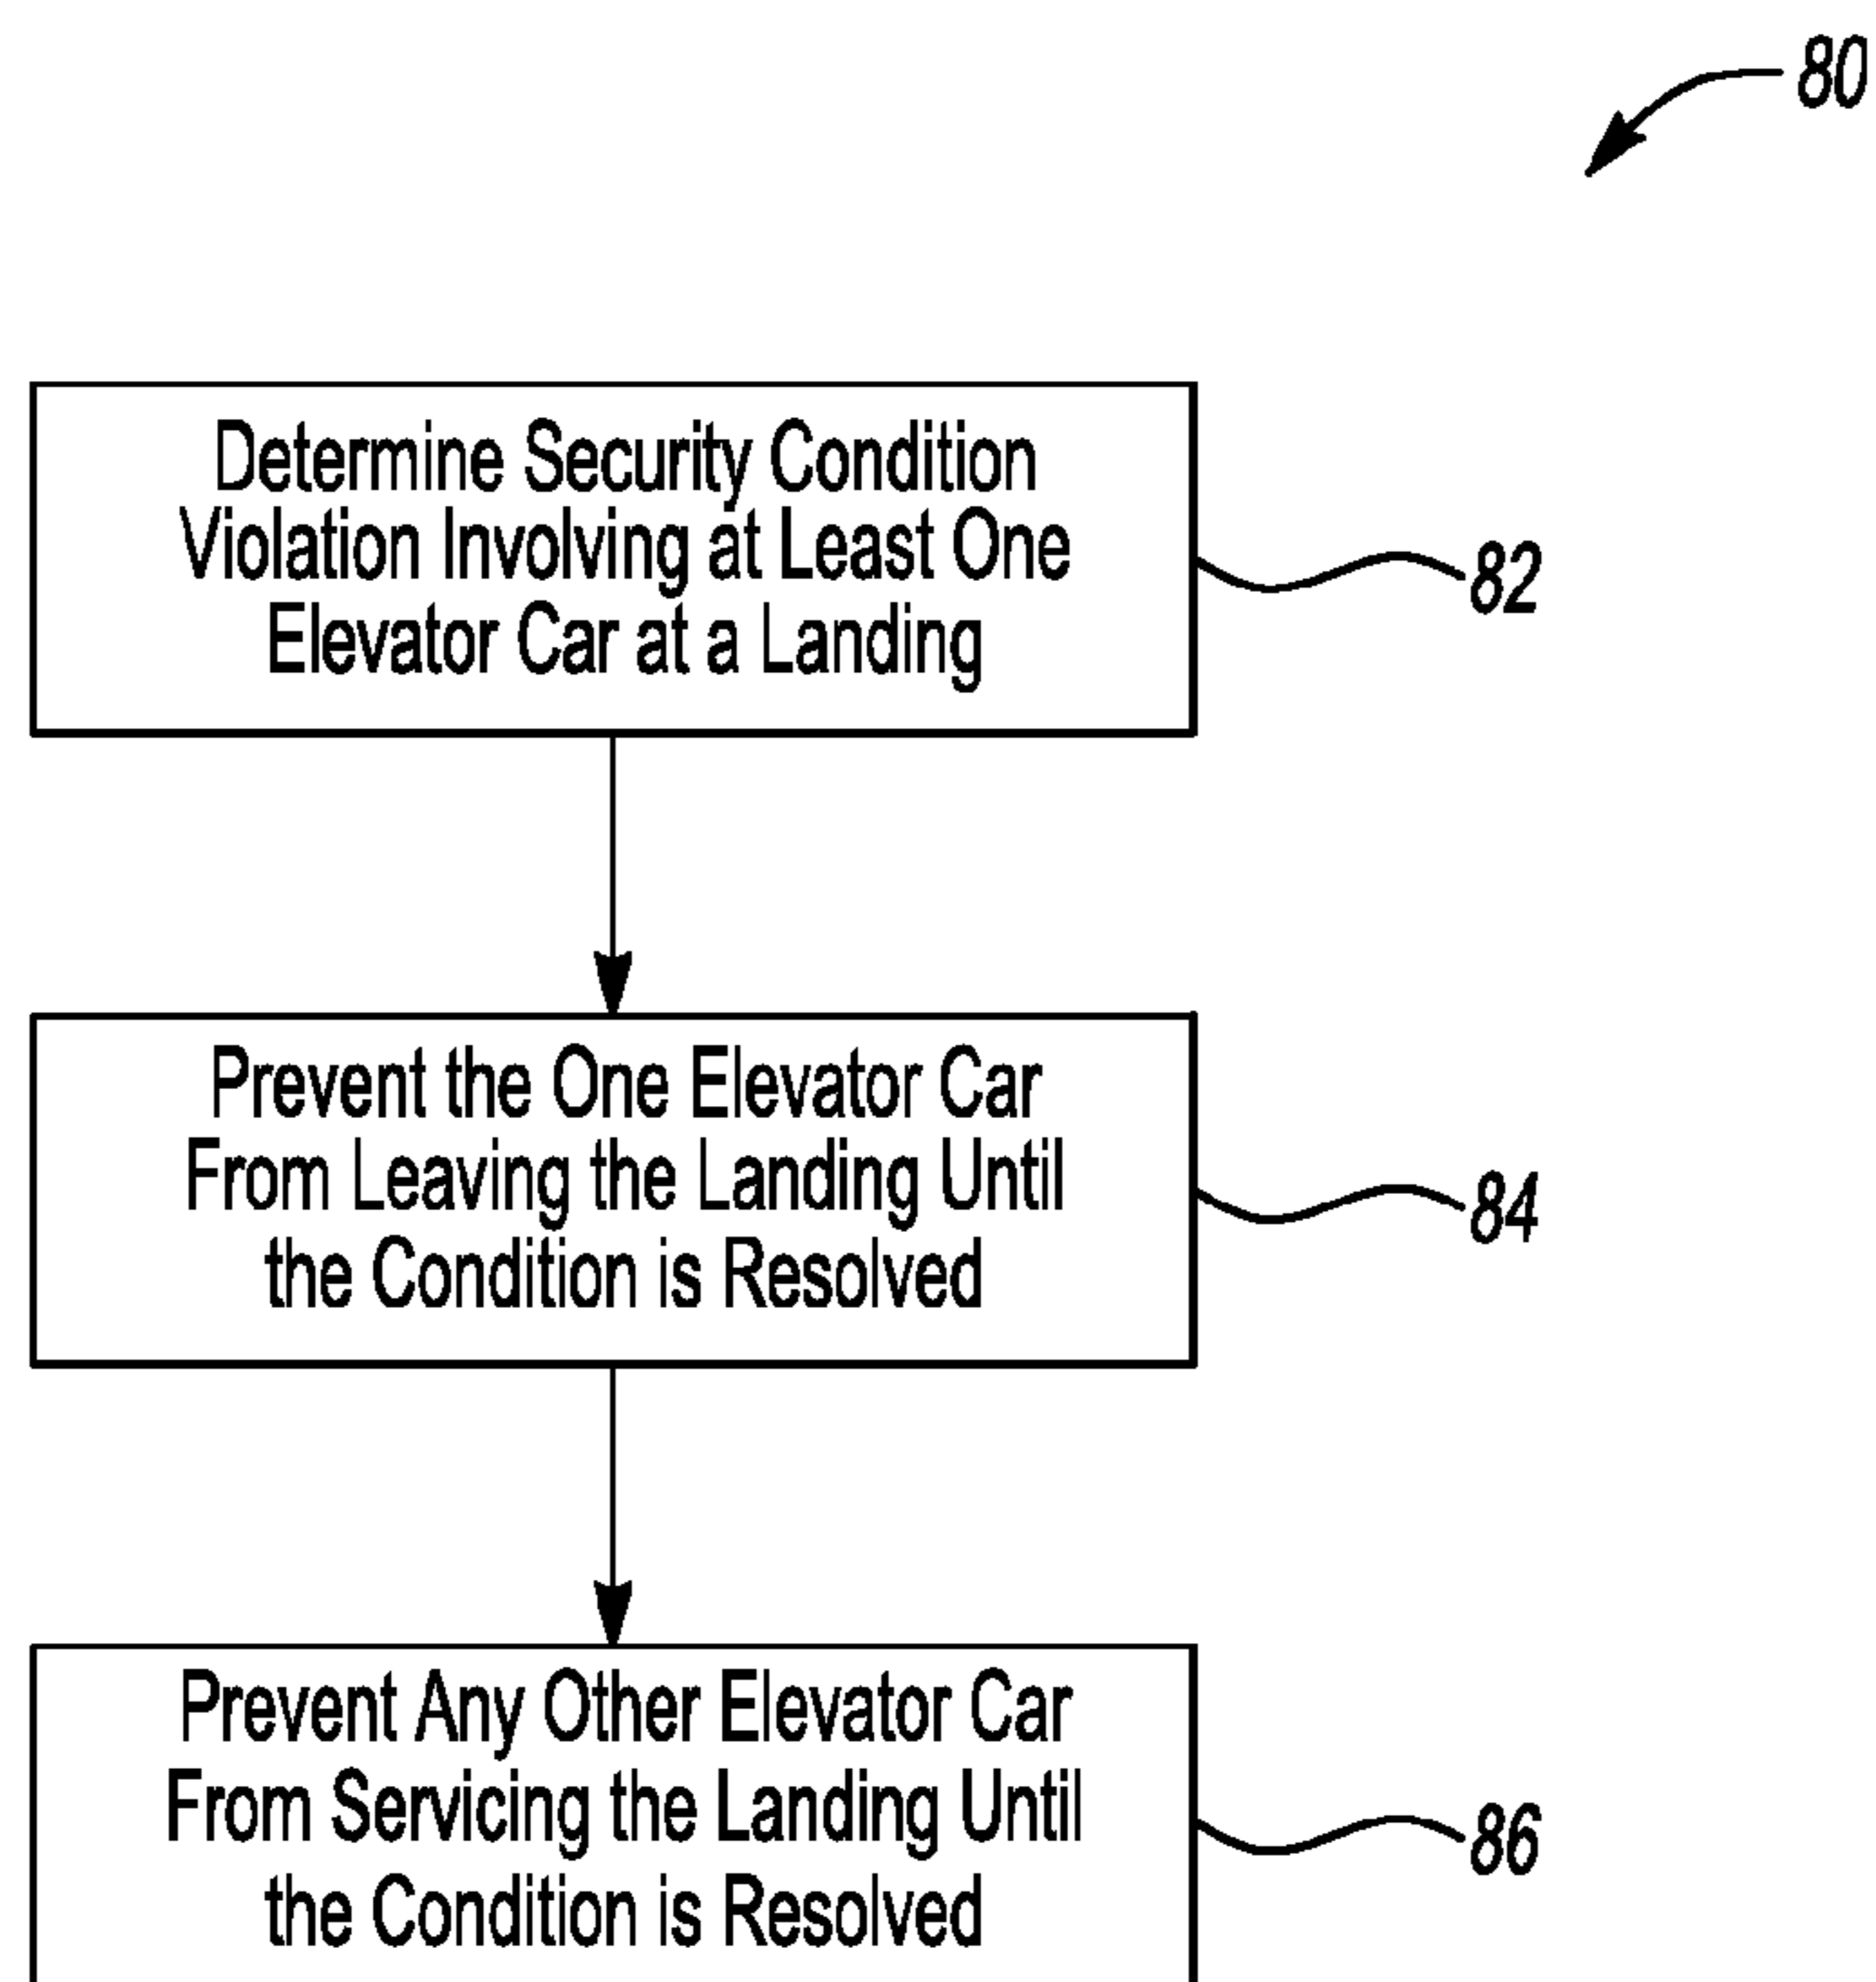 80
Determine Security Condition
Violation Involving at Least One
Elevator Car at a Landing
82
Prevent the One Elevator Car
From Leaving the Landing Until
the Condition is Resolved
84
Prevent Any Other Elevator Car
From Servicing the Landing Until
the Condition is Resolved
86